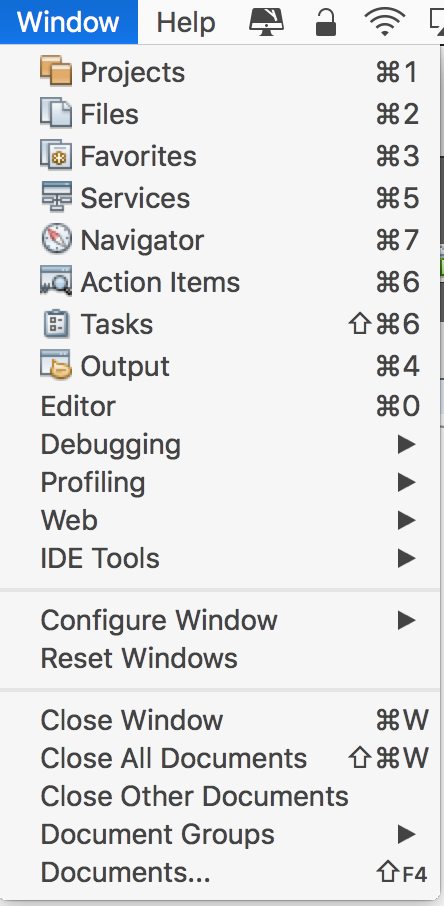 Window Help
Projects ⌘1
Files ⌘2
Favorites ⌘3
Services ⌘5
Navigator ⌘7
Action Items ⌘6
Tasks ⇧⌘6
Output ⌘4
Editor ⌘0
Debugging ▶
Profiling ▶
Web ▶
IDE Tools ▶
Configure Window ▶
Reset Windows
Close Window ⌘W
Close All Documents ⇧⌘W
Close Other Documents
Document Groups ▶
Documents... ⇧F4